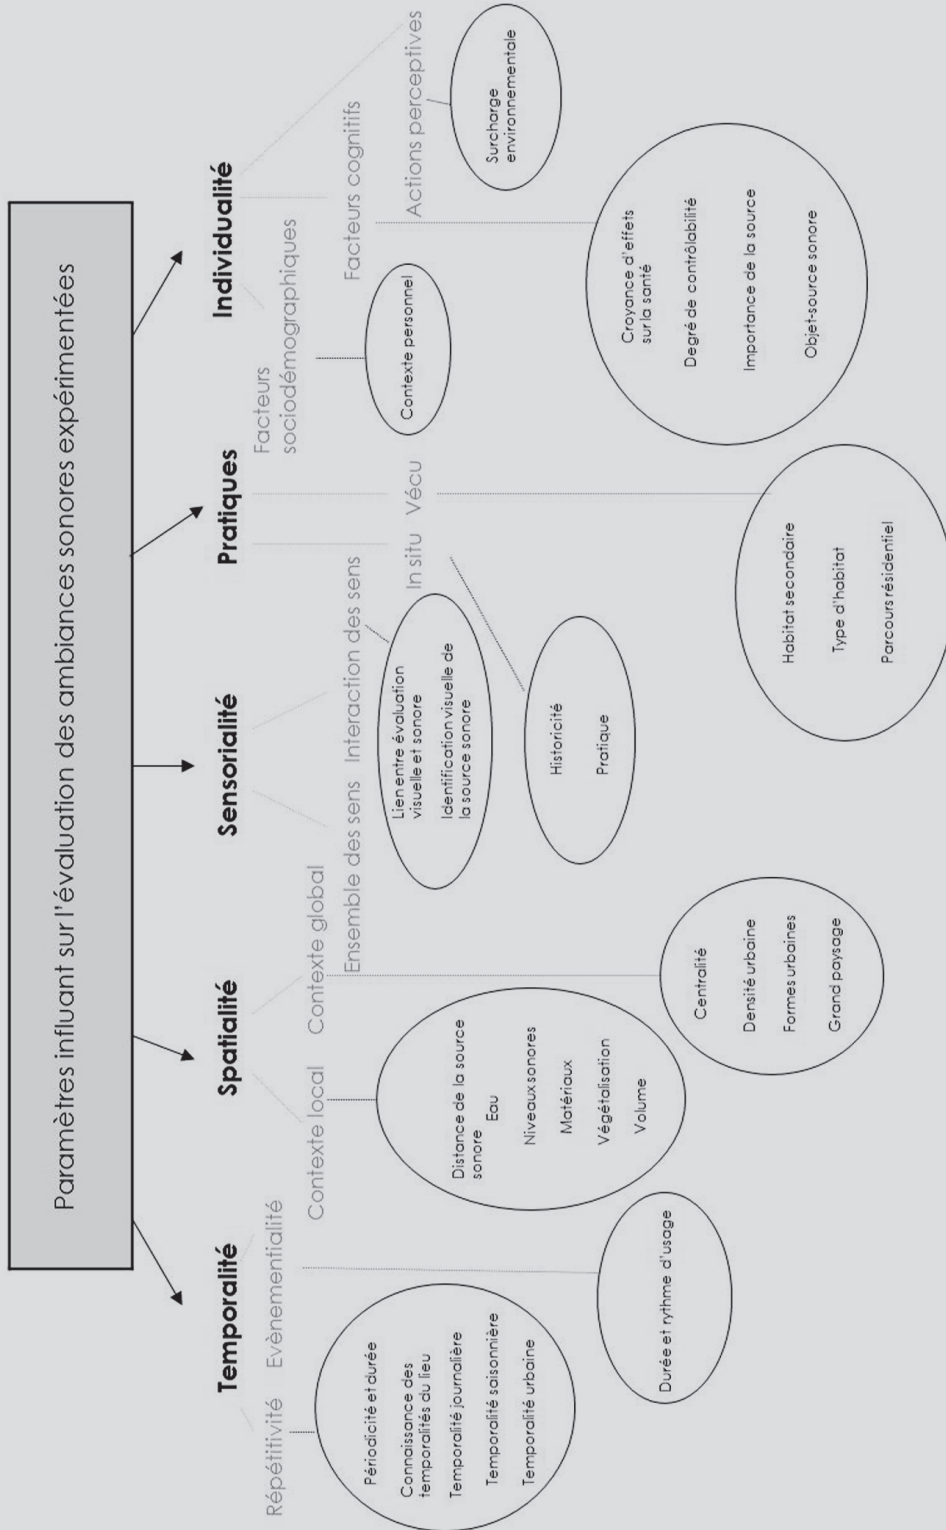 Paramètres influant sur l'évaluation des ambiances sonores expérimentées
Temporalité
Répétitivité
Evènementialité
Périodicité et durée
Connaissance des
temporalités du lieu
Temporalité journalière
Temporalité saisonnière
Temporalité urbaine
Durée et rythme d'usage
Spatialité
Contexte local
Contexte global
Distance de la source
sonore
Eau
Niveaux sonores
Matériaux
Végétalisation
Volume
Centralité
Densité urbaine
Formes urbaines
Grand paysage
Sensorialité
Ensemble des sens
Interaction des sens
Lien entre évaluation
visuelle et sonore
Identification visuelle de
la source sonore
Pratiques
In situ
Vécu
Historicité
Pratique
Habitat secondaire
Type d'habitat
Parcours résidentiel
Individualité
Facteurs
sociodémographiques
Facteurs cognitifs
Actions perceptives
Contexte personnel
Croyance d'effets
sur la santé
Degré de contrôlabilité
Importance de la source
Objet-source sonore
Surcharge
environnementale